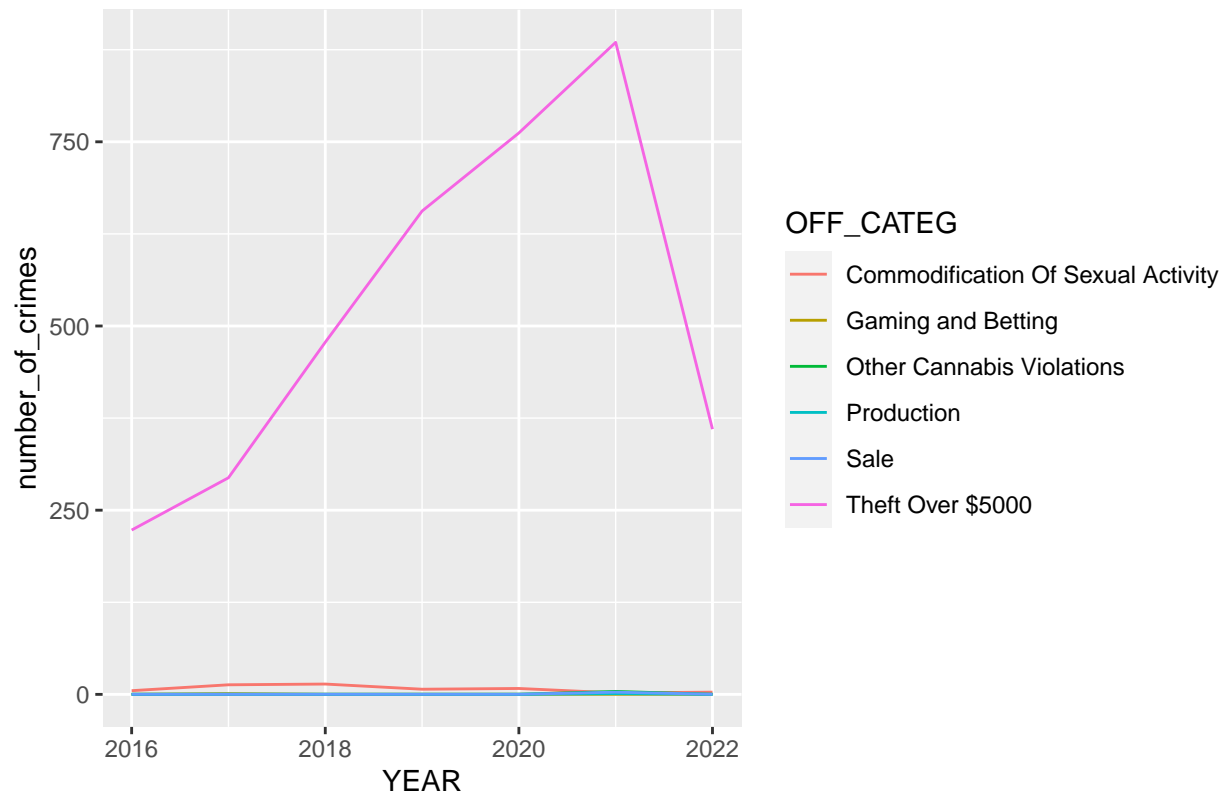 750
500
250
0
number_of_crimes
2016
2018
2020
2022
YEAR
OFF_CATEG
Commodification Of Sexual Activity
Gaming and Betting
Other Cannabis Violations
Production
Sale
Theft Over $5000